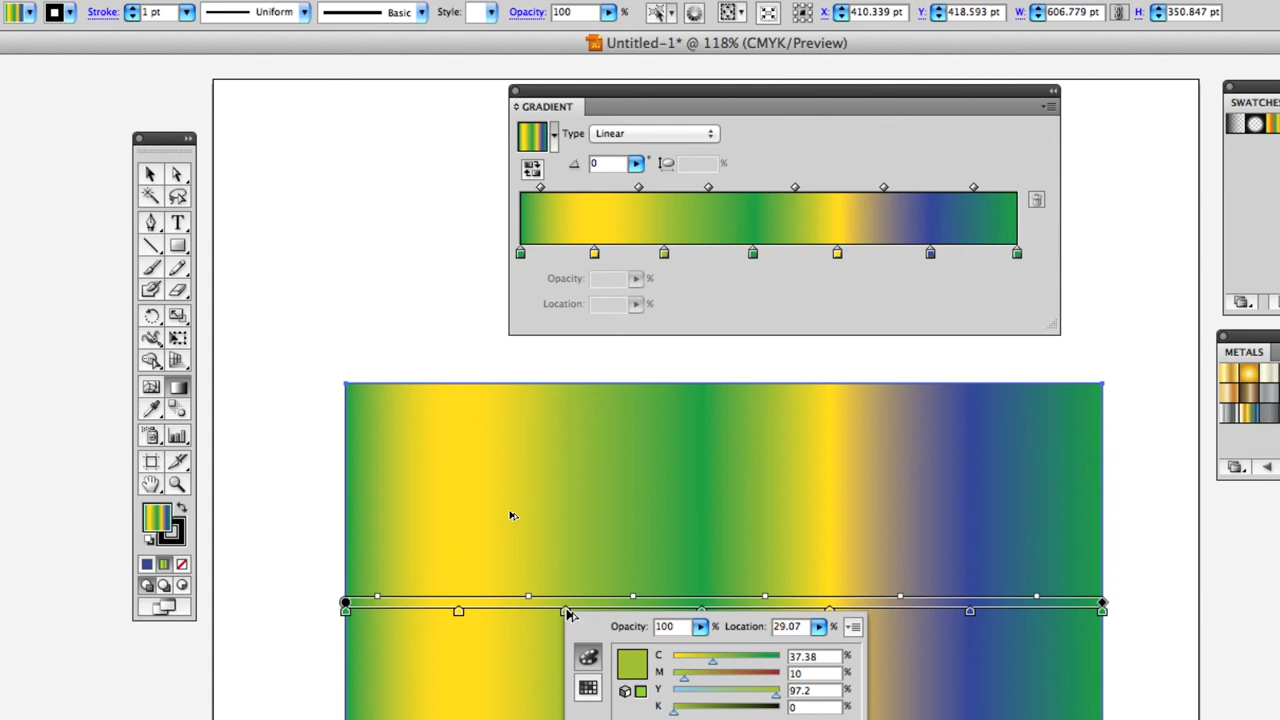 Stroke: 1 pt Uniform Basic Style: Opacity: 100 % X: 410.339 pt Y: 418.593 pt W: 606.779 pt H: 350.847 pt
Untitled-1* @ 118% (CMYK/Preview)
GRADIENT
Type Linear
0 ° %
Opacity: %
Location: %
SWATCHES
METALS
T
Opacity: 100 % Location: 29.07 %
C 37.38 %
M 10 %
Y 97.2 %
K 0 %